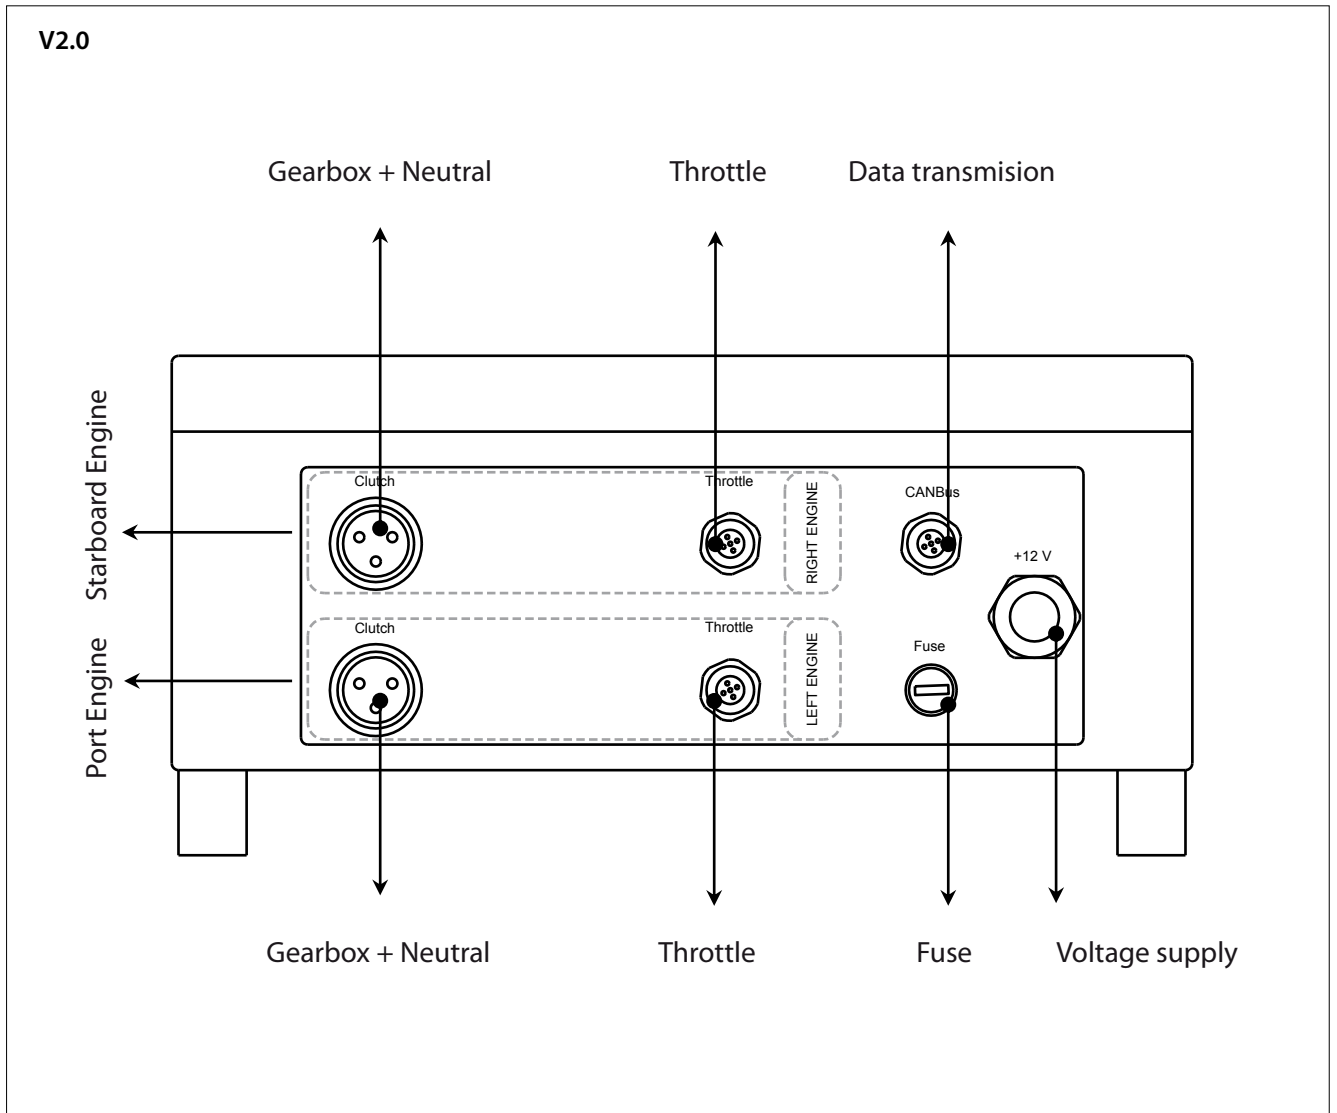 V2.0
Gearbox + Neutral
Throttle
Data transmision
Starboard Engine
Clutch
Throttle
RIGHT ENGINE
CANBus
+12 V
Port Engine
Clutch
Throttle
LEFT ENGINE
Fuse
Gearbox + Neutral
Throttle
Fuse
Voltage supply